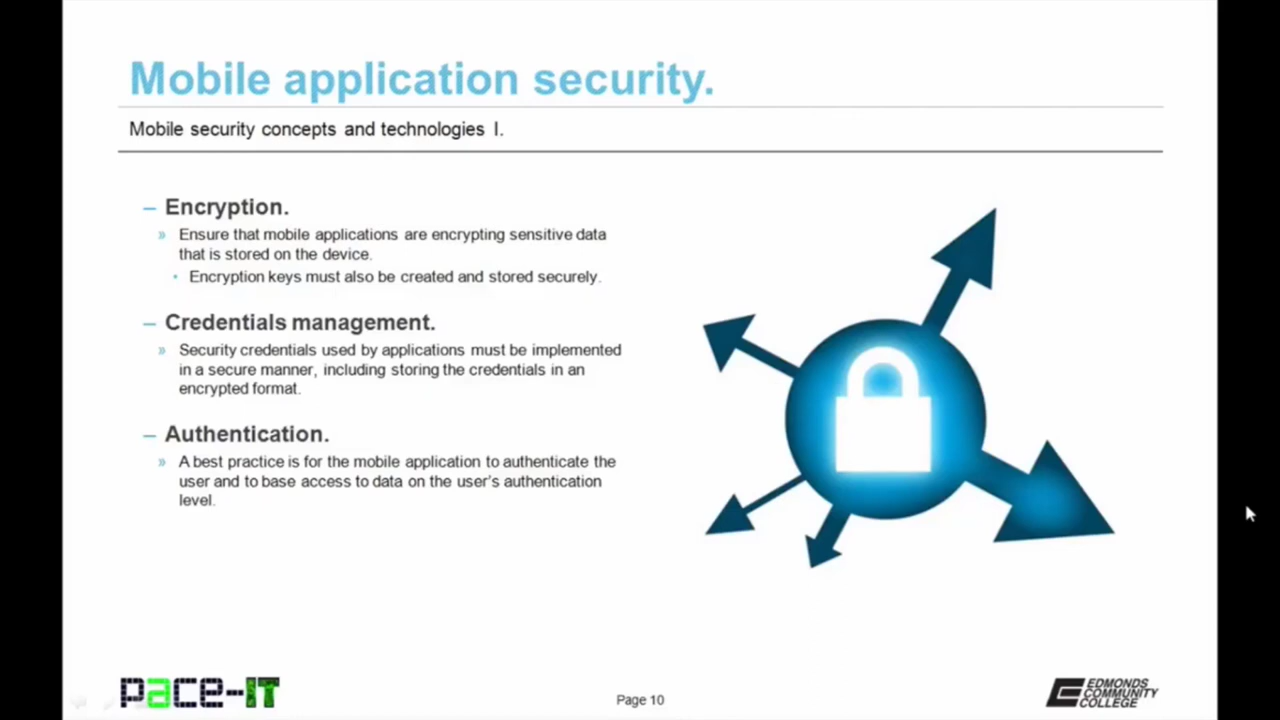 Mobile application security.
Mobile security concepts and technologies I.
– Encryption.
» Ensure that mobile applications are encrypting sensitive data
that is stored on the device.
• Encryption keys must also be created and stored securely.
– Credentials management.
» Security credentials used by applications must be implemented
in a secure manner, including storing the credentials in an
encrypted format.
– Authentication.
» A best practice is for the mobile application to authenticate the
user and to base access to data on the user’s authentication
level.
pace-IT
Page 10
EDMONDS
COMMUNITY
COLLEGE